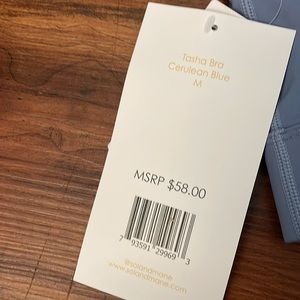 Tasha Bra
Cerulean Blue
M
MSRP $58.00
7 93591 29969 3
@solandmane
www.solandmane.com